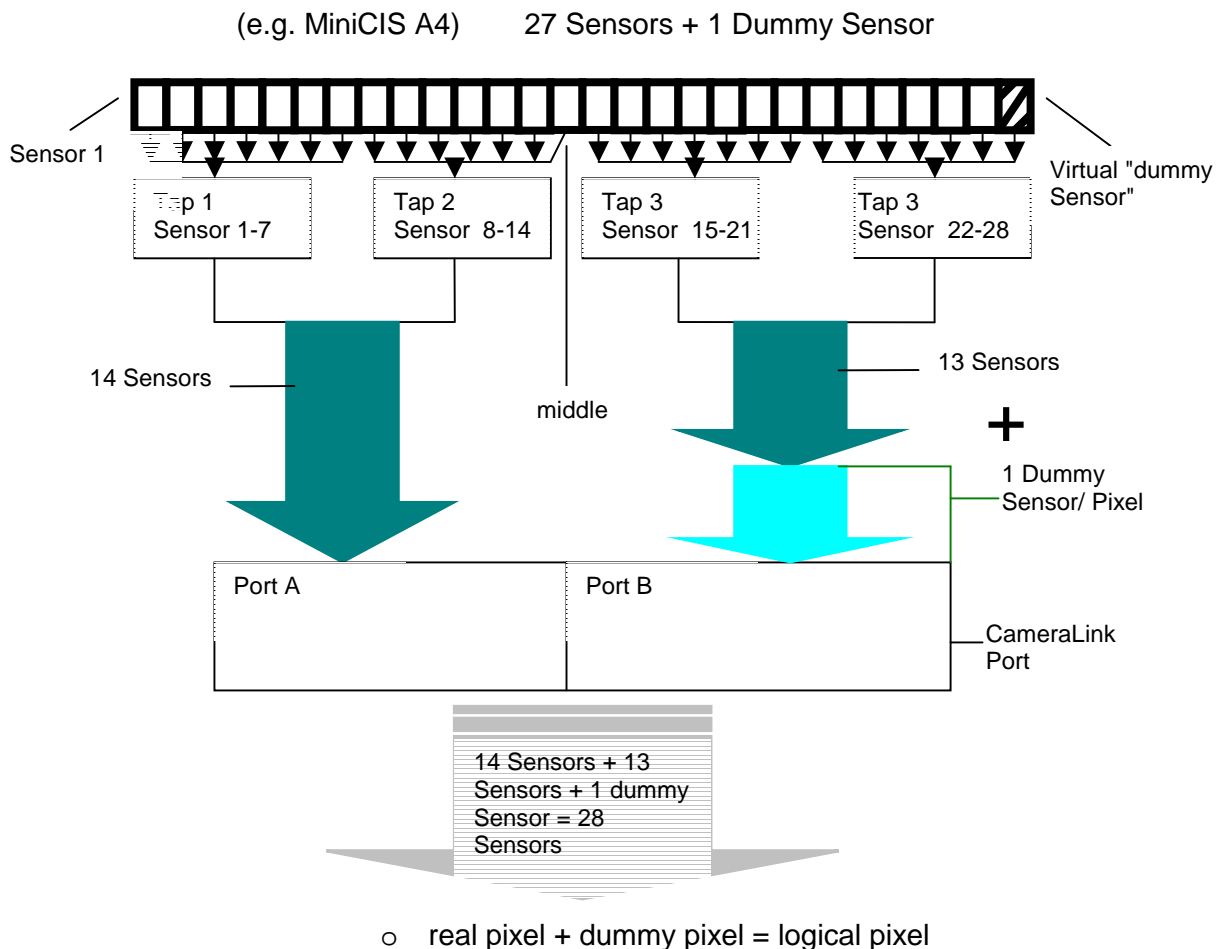 (e.g. MiniCIS A4) 27 Sensors + 1 Dummy Sensor
Sensor 1
Virtual "dummy
Sensor"
Tap 1
Sensor 1-7
Tap 2
Sensor 8-14
Tap 3
Sensor 15-21
Tap 3
Sensor 22-28
14 Sensors
middle
13 Sensors
+
1 Dummy
Sensor/ Pixel
Port A
Port B
CameraLink
Port
14 Sensors + 13
Sensors + 1 dummy
Sensor = 28
Sensors
o real pixel + dummy pixel = logical pixel